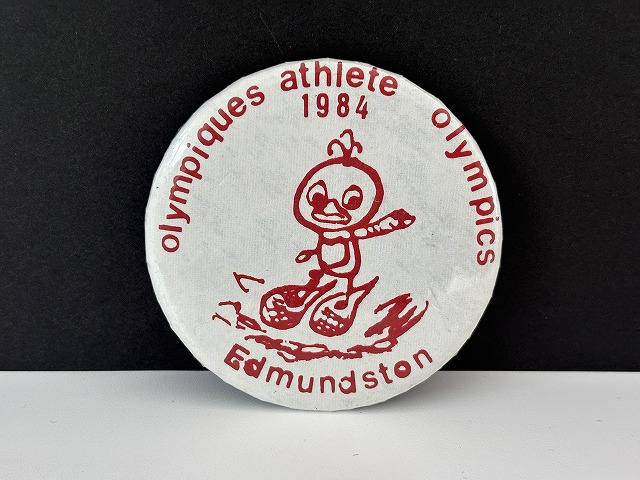 olympiques athlete olympics
1984
Edmundston